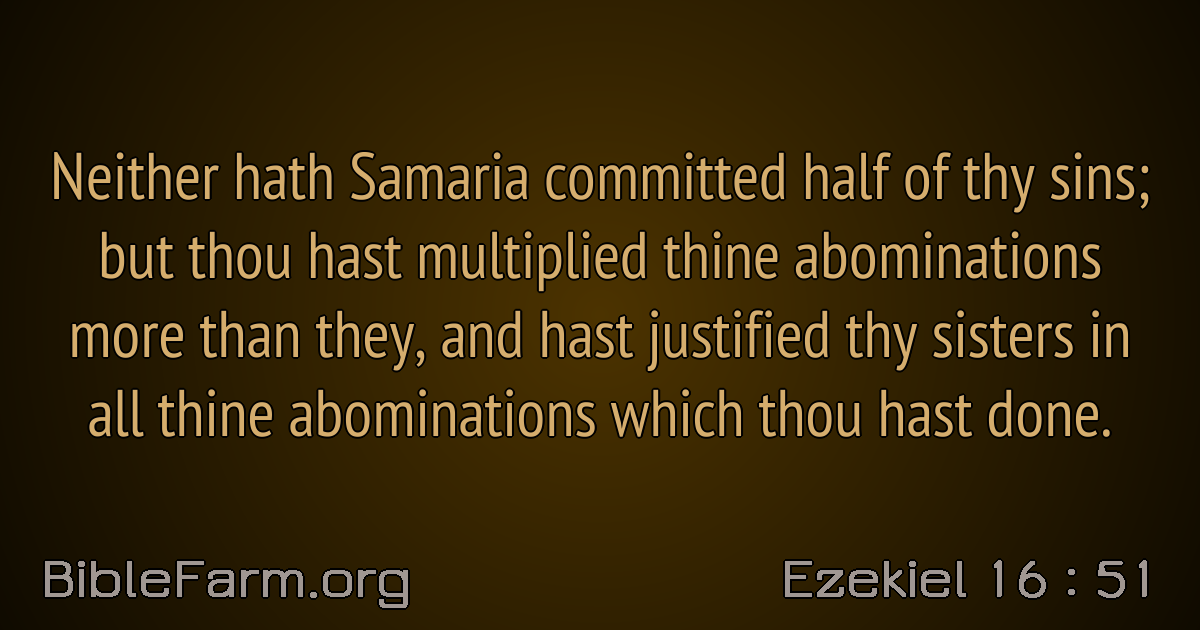 Neither hath Samaria committed half of thy sins;
but thou hast multiplied thine abominations
more than they, and hast justified thy sisters in
all thine abominations which thou hast done.
BibleFarm.org
Ezekiel 16 : 51